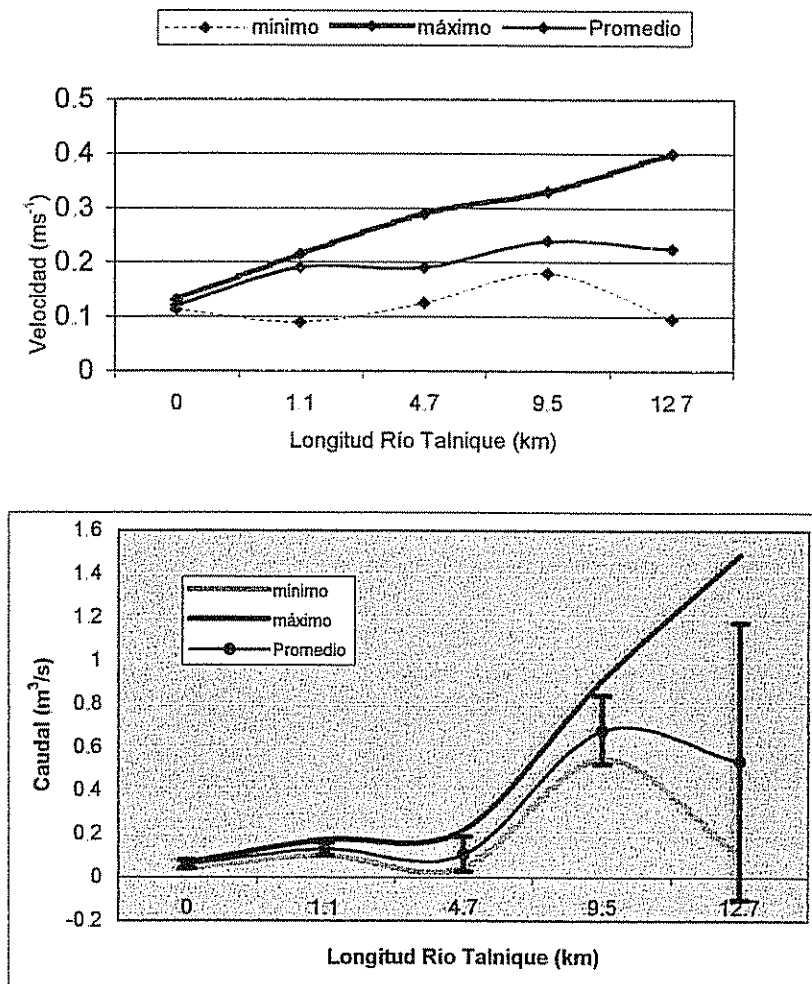 mínimo máximo Promedio
0.5
0.4
0.3
0.2
0.1
0
Velocidad (ms⁻¹)
0 1.1 4.7 9.5 12.7
Longitud Río Talnique (km)
1.6
1.4
1.2
1
0.8
0.6
0.4
0.2
0
-0.2
Caudal (m³/s)
mínimo
máximo
Promedio
0 1.1 4.7 9.5 12.7
Longitud Río Talnique (km)